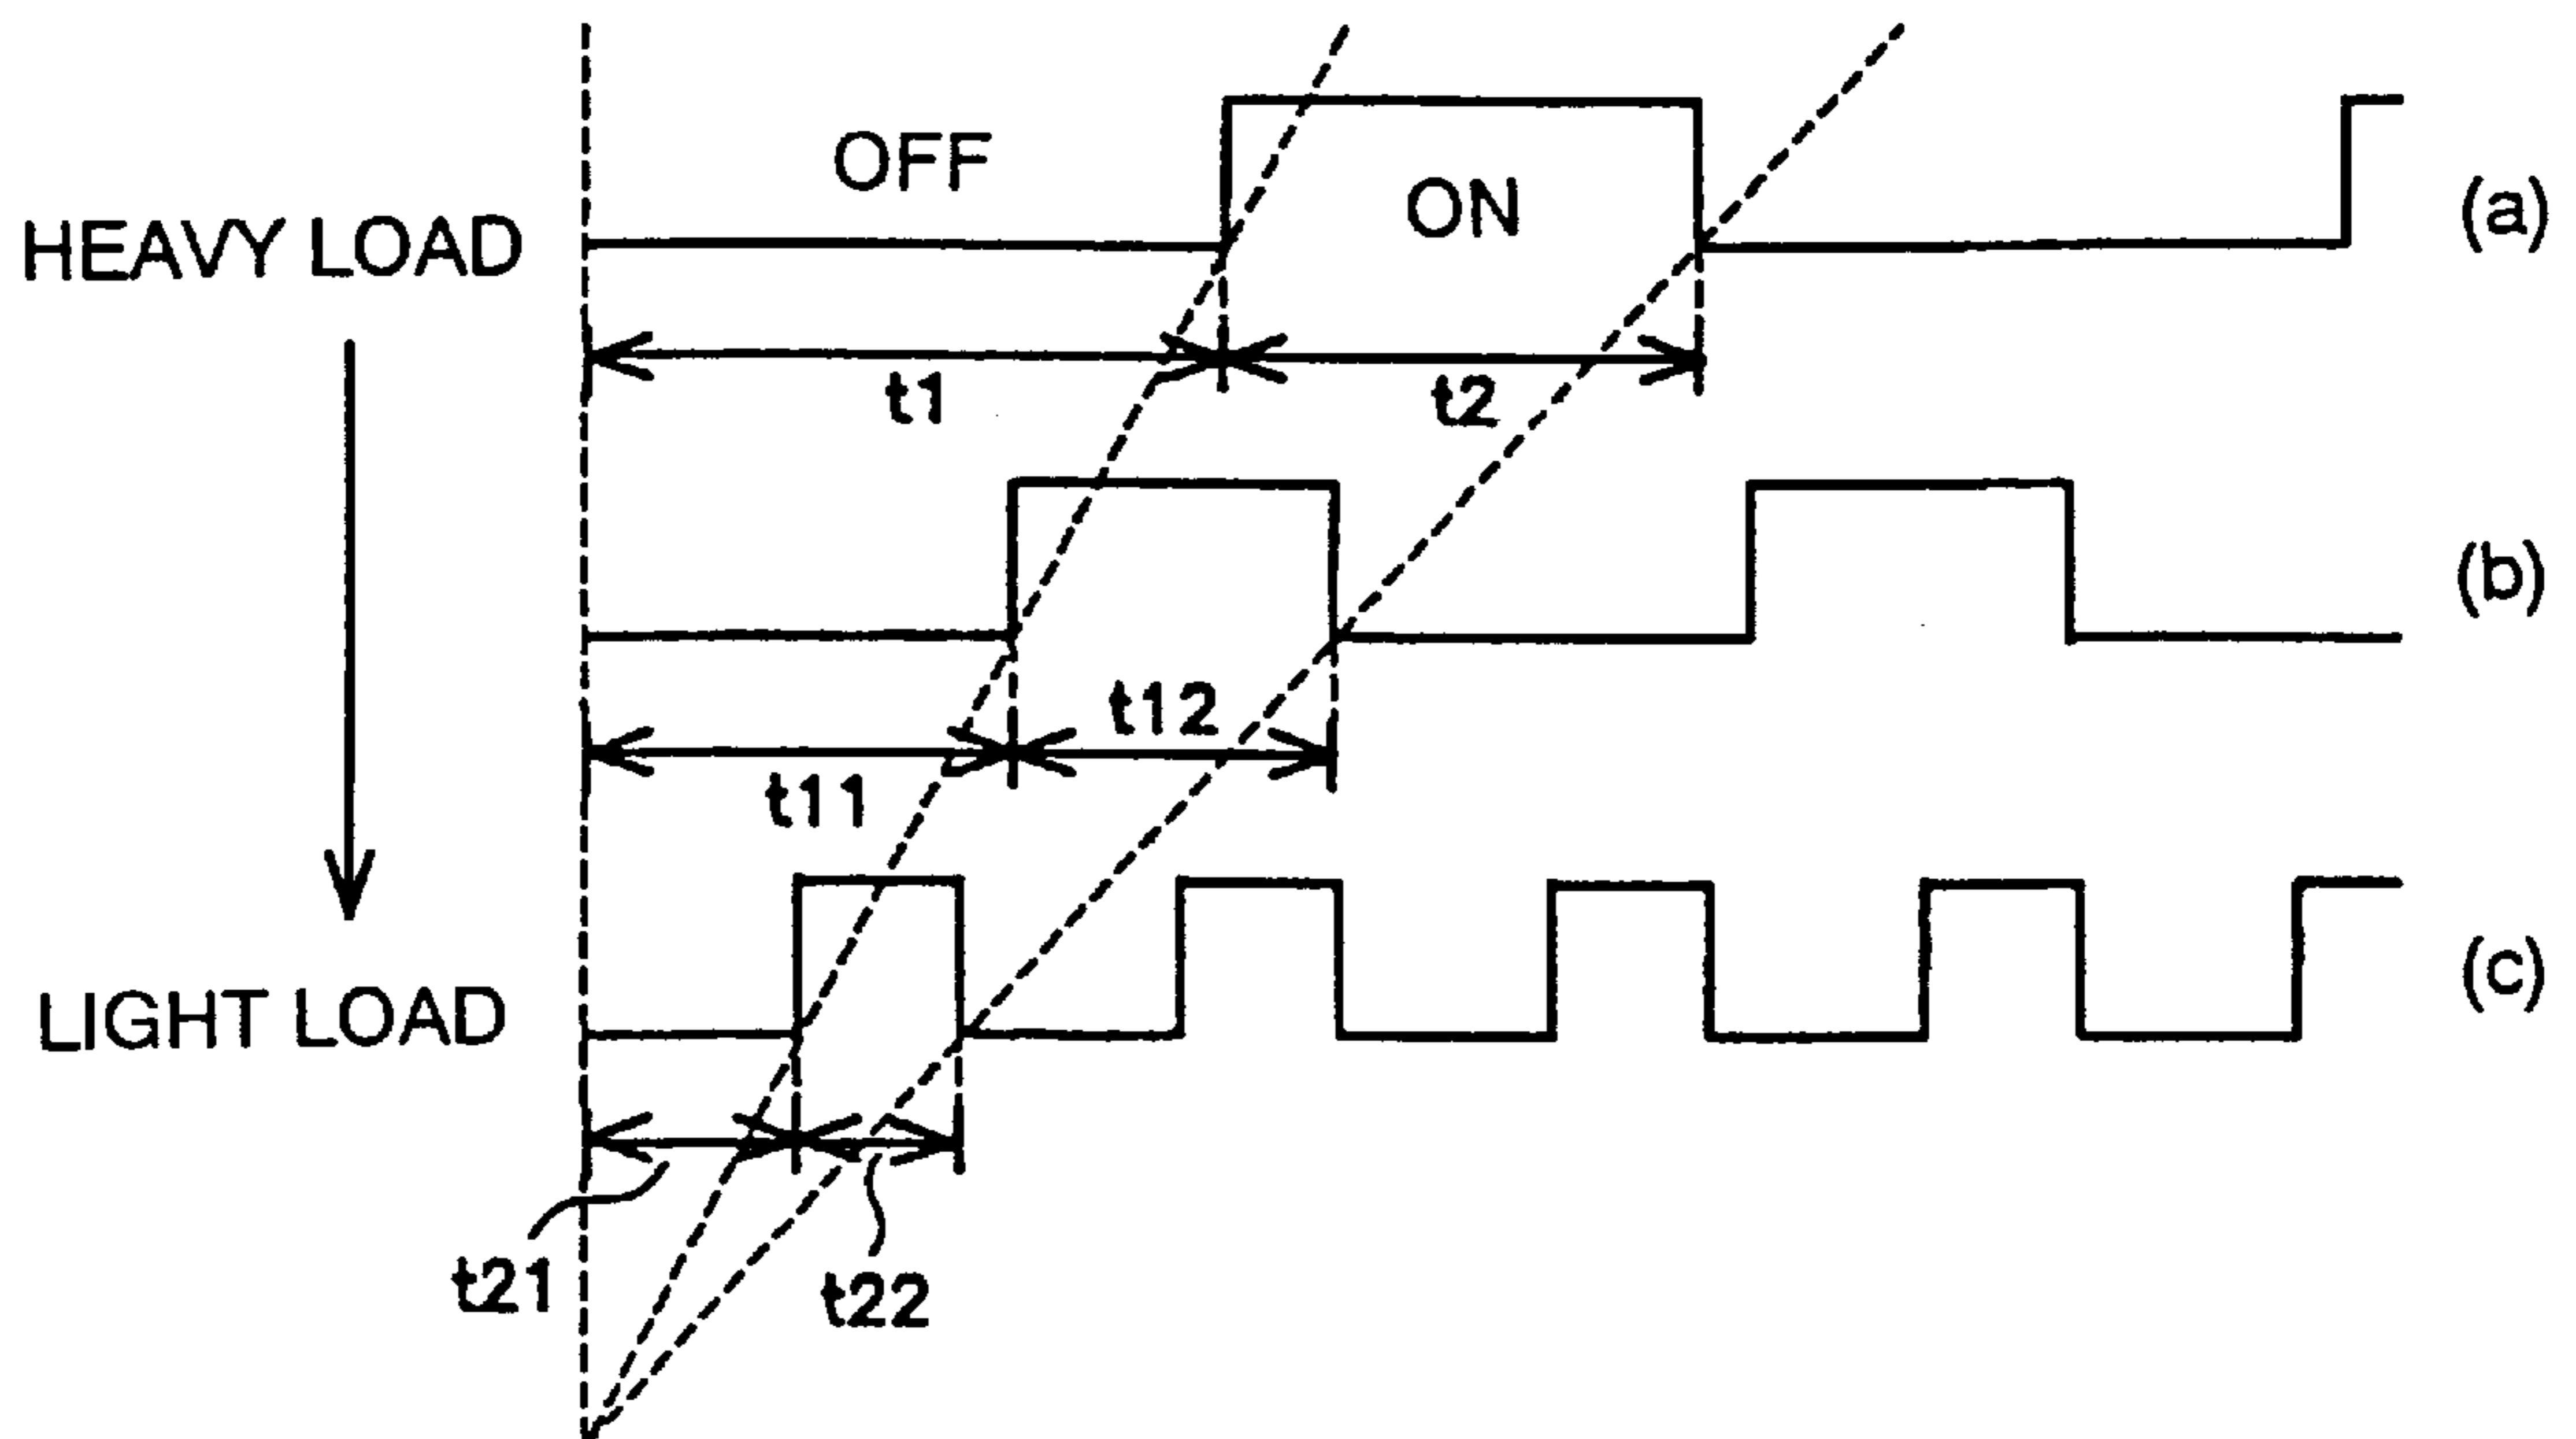 OFF
ON
(a)
HEAVY LOAD
t1
t2
(b)
t12
t11
(c)
LIGHT LOAD
t21
t22